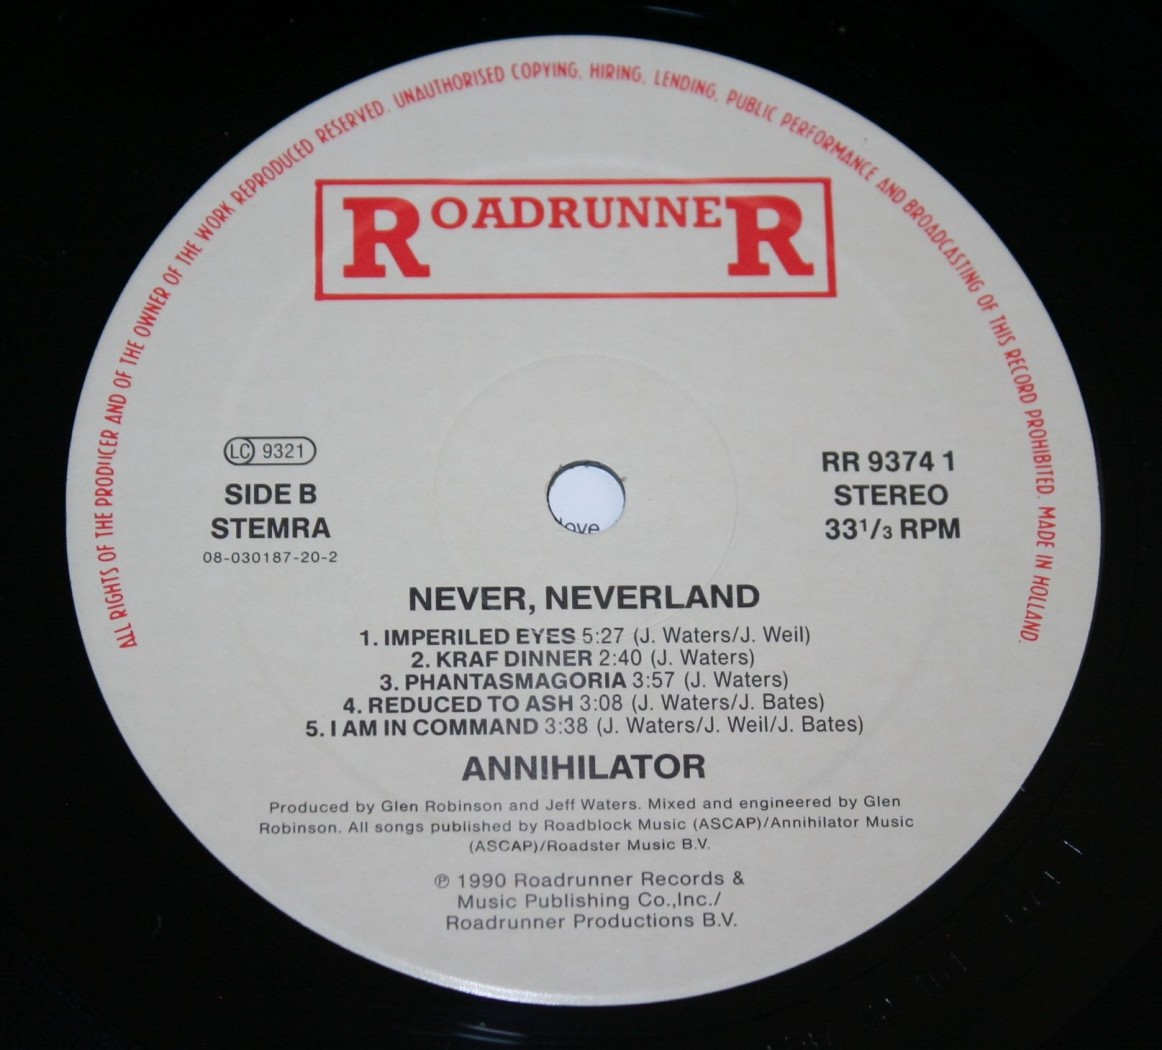 ALL RIGHTS OF THE PRODUCER AND OF THE OWNER OF THE WORK REPRODUCED RESERVED. UNAUTHORISED COPYING, HIRING, LENDING, PUBLIC PERFORMANCE AND BROADCASTING OF THIS RECORD PROHIBITED. MADE IN HOLLAND.
ROADRUNNER
LC 9321
SIDE B
STEMRA
08-030187-20-2
RR 9374 1
STEREO
33 1/3 RPM
love
NEVER, NEVERLAND
1. IMPERILED EYES 5:27 (J. Waters/J. Weil)
2. KRAF DINNER 2:40 (J. Waters)
3. PHANTASMAGORIA 3:57 (J. Waters)
4. REDUCED TO ASH 3:08 (J. Waters/J. Bates)
5. I AM IN COMMAND 3:38 (J. Waters/J. Weil/J. Bates)
ANNIHILATOR
Produced by Glen Robinson and Jeff Waters. Mixed and engineered by Glen
Robinson. All songs published by Roadblock Music (ASCAP)/Annihilator Music
(ASCAP)/Roadster Music B.V.
℗ 1990 Roadrunner Records &
Music Publishing Co.,Inc./
Roadrunner Productions B.V.